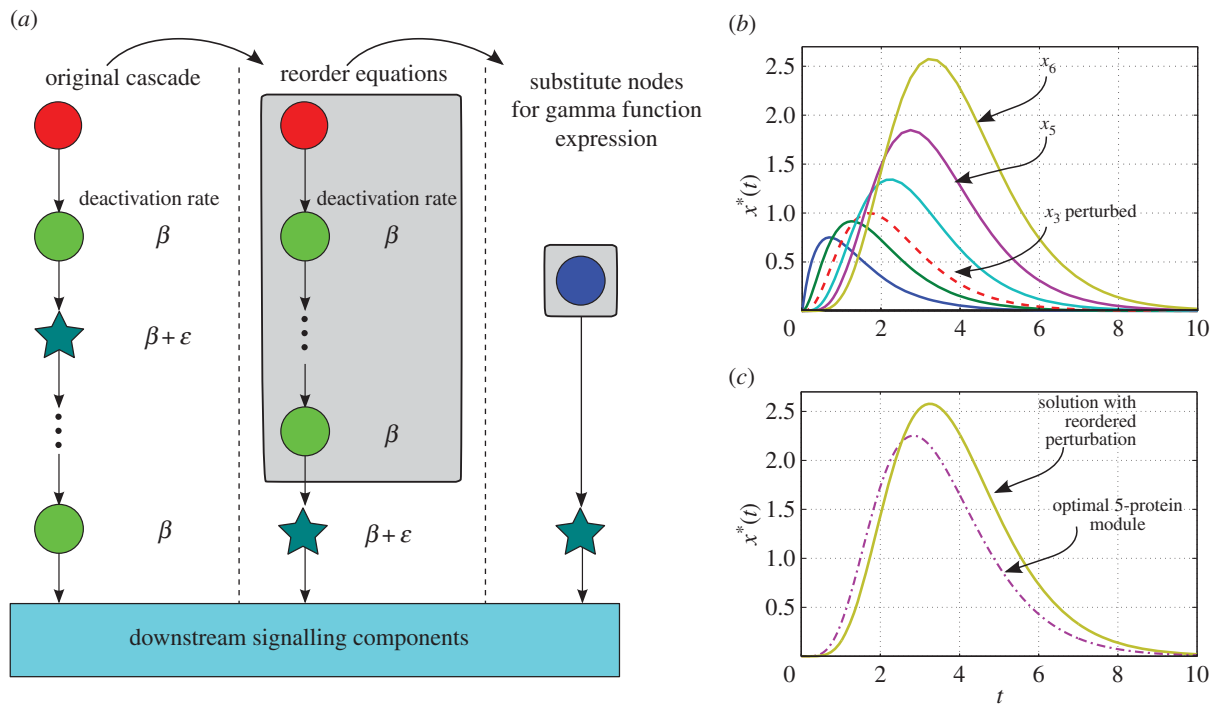 (a)
original cascade
reorder equations
substitute nodes
for gamma function
expression
deactivation rate
deactivation rate
β
β
β + ε
β
β
β + ε
downstream signalling components
(b)
2.5
2.0
1.5
1.0
0.5
x*(t)
x6
x5
x3 perturbed
0 2 4 6 8 10
(c)
2.5
2.0
1.5
1.0
0.5
x*(t)
solution with
reordered
perturbation
optimal 5-protein
module
0 2 4 6 8 10
t